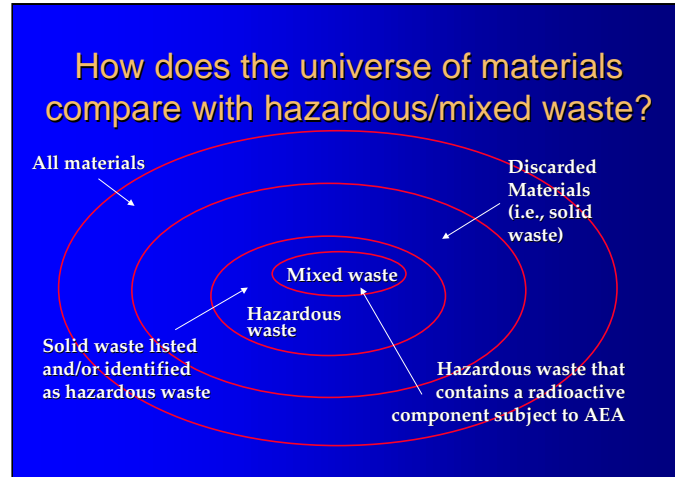 How does the universe of materials
compare with hazardous/mixed waste?
All materials
Discarded
Materials
(i.e., solid
waste)
Mixed waste
Hazardous
waste
Solid waste listed
and/or identified
as hazardous waste
Hazardous waste that
contains a radioactive
component subject to AEA